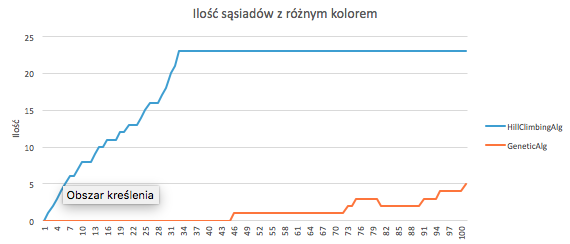 Ilość sąsiadów z różnym kolorem
25
20
15
10
5
0
Ilość
Obszar kreślenia
HillClimbingAlg
GeneticAlg
1 4 7 10 13 16 19 22 25 28 31 34 37 40 43 46 49 52 55 58 61 64 67 70 73 76 79 82 85 88 91 94 97 100